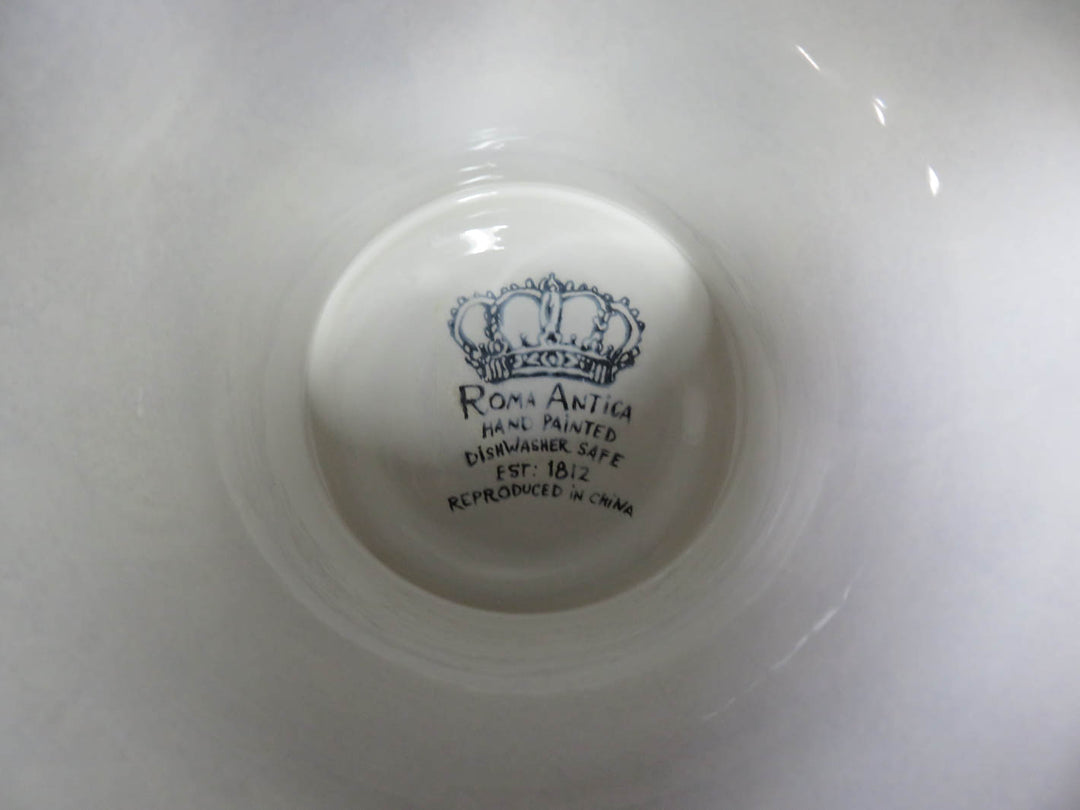 ROMA ANTICA
HAND PAINTED
DISHWASHER SAFE
EST: 1812
REPRODUCED IN CHINA